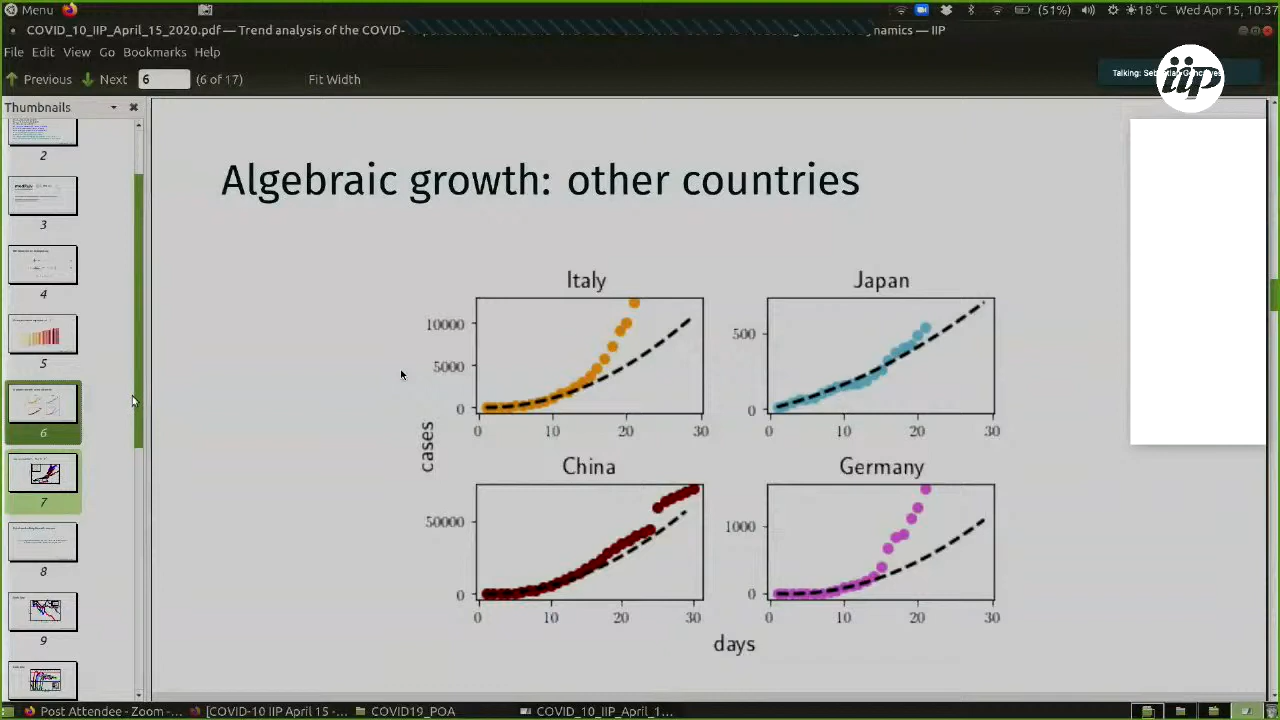 Menu
(51%)
18 °C Wed Apr 15, 10:37
COVID_10_IIP_April_15_2020.pdf — Trend analysis of the COVID-
namics — IIP
File Edit View Go Bookmarks Help
Previous Next 6 (6 of 17) Fit Width
Talking:
iip
Thumbnails
2
3
4
5
6
7
8
9
Algebraic growth: other countries
Italy
10000
5000
0
0 10 20 30
Japan
500
0
0 10 20 30
cases
China
50000
0
0 10 20 30
Germany
1000
0
0 10 20 30
days
Post Attendee - Zoom -... [COVID-10 IIP April 15 -... COVID19_POA COVID_10_IIP_April_1...